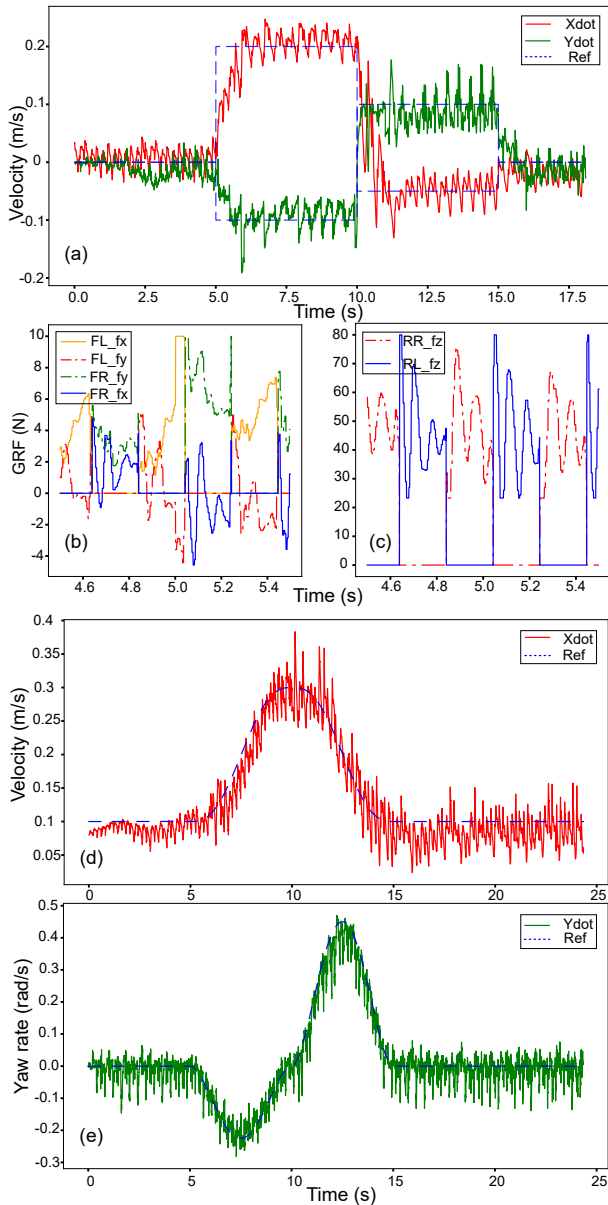 Velocity (m/s)
0.2
0.1
0
-0.1
-0.2
Xdot
Ydot
Ref
(a)
0.0 2.5 5.0 7.5 10.0 12.5 15.0 17.5
Time (s)
GRF (N)
10
8
6
4
2
0
-2
-4
FL_fx
FL_fy
FR_fy
FR_fx
(b)
4.6 4.8 5.0 5.2 5.4
80
70
60
50
40
30
20
10
0
RR_fz
RL_fz
(c)
4.6 4.8 5.0 5.2 5.4
Time (s)
Velocity (m/s)
0.4
0.3
0.2
0.1
0.05
Xdot
Ref
(d)
0 5 10 15 20 25
Yaw rate (rad/s)
0.5
0.4
0.3
0.2
0.1
0.0
-0.1
-0.2
-0.3
Ydot
Ref
(e)
0 5 10 15 20 25
Time (s)